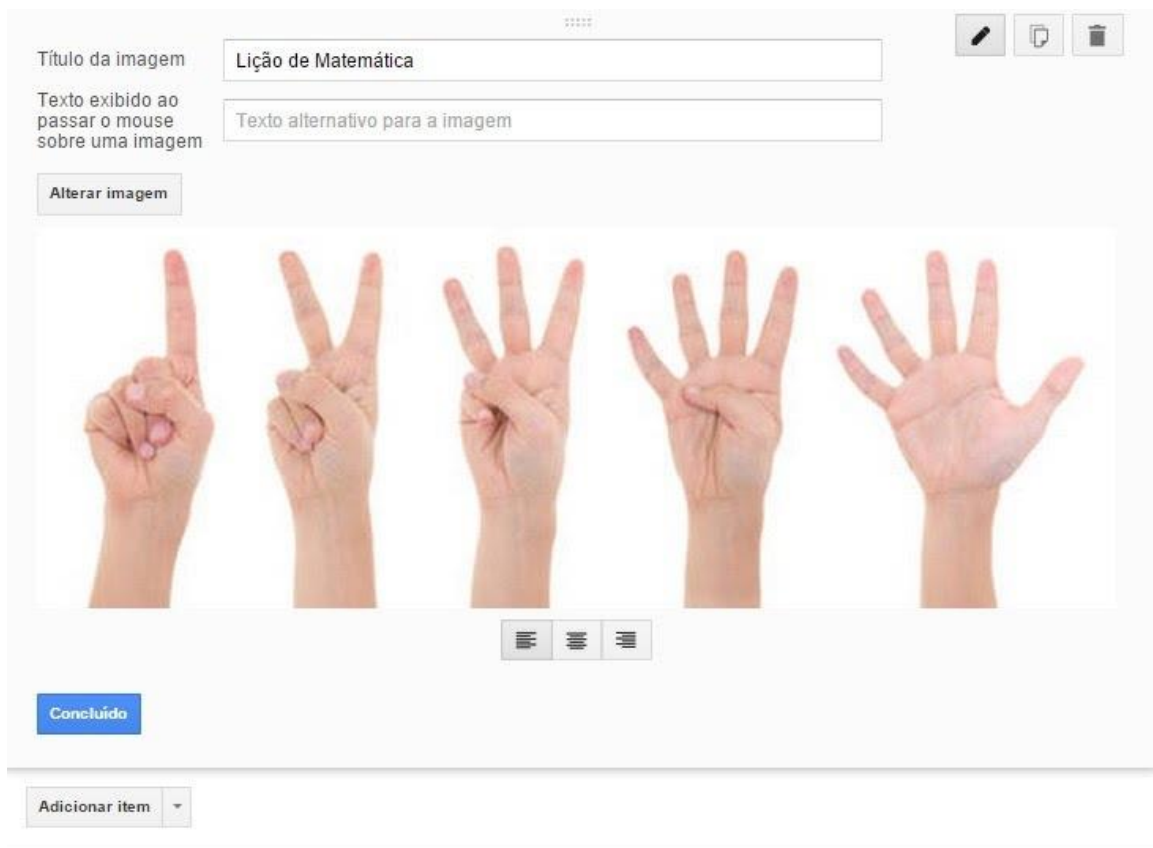 Título da imagem
Lição de Matemática
Texto exibido ao
passar o mouse
sobre uma imagem
Texto alternativo para a imagem
Alterar imagem
Concluído
Adicionar item